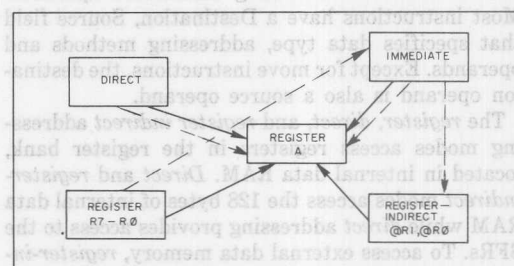 Most instructions have a Destination, Source field
that specifies data type, addressing methods and
operands. Except for move instructions, the destina-
on operand is also a source operand.
The register, direct, and register indirect address-
ng modes access registers in the register bank,
ocated in internal data RAM. Direct and register-
ndirect modes access the 128 bytes of internal data
RAM while direct addressing provides access to the
SFRs. To access external data memory, register-in-
DIRECT
IMMEDIATE
REGISTER
A
REGISTER
R7-RØ
REGISTER
INDIRECT
@R1,@RØ